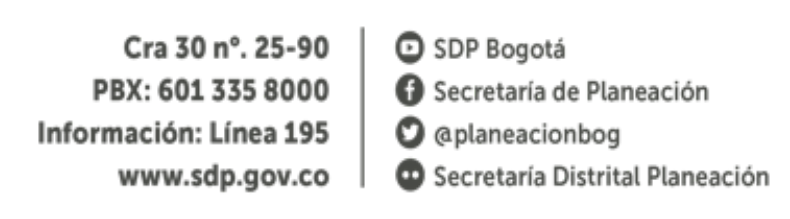 Cra 30 n°. 25-90
PBX: 601 335 8000
Información: Línea 195
www.sdp.gov.co
SDP Bogotá
Secretaría de Planeación
@planeacionbog
Secretaría Distrital Planeación